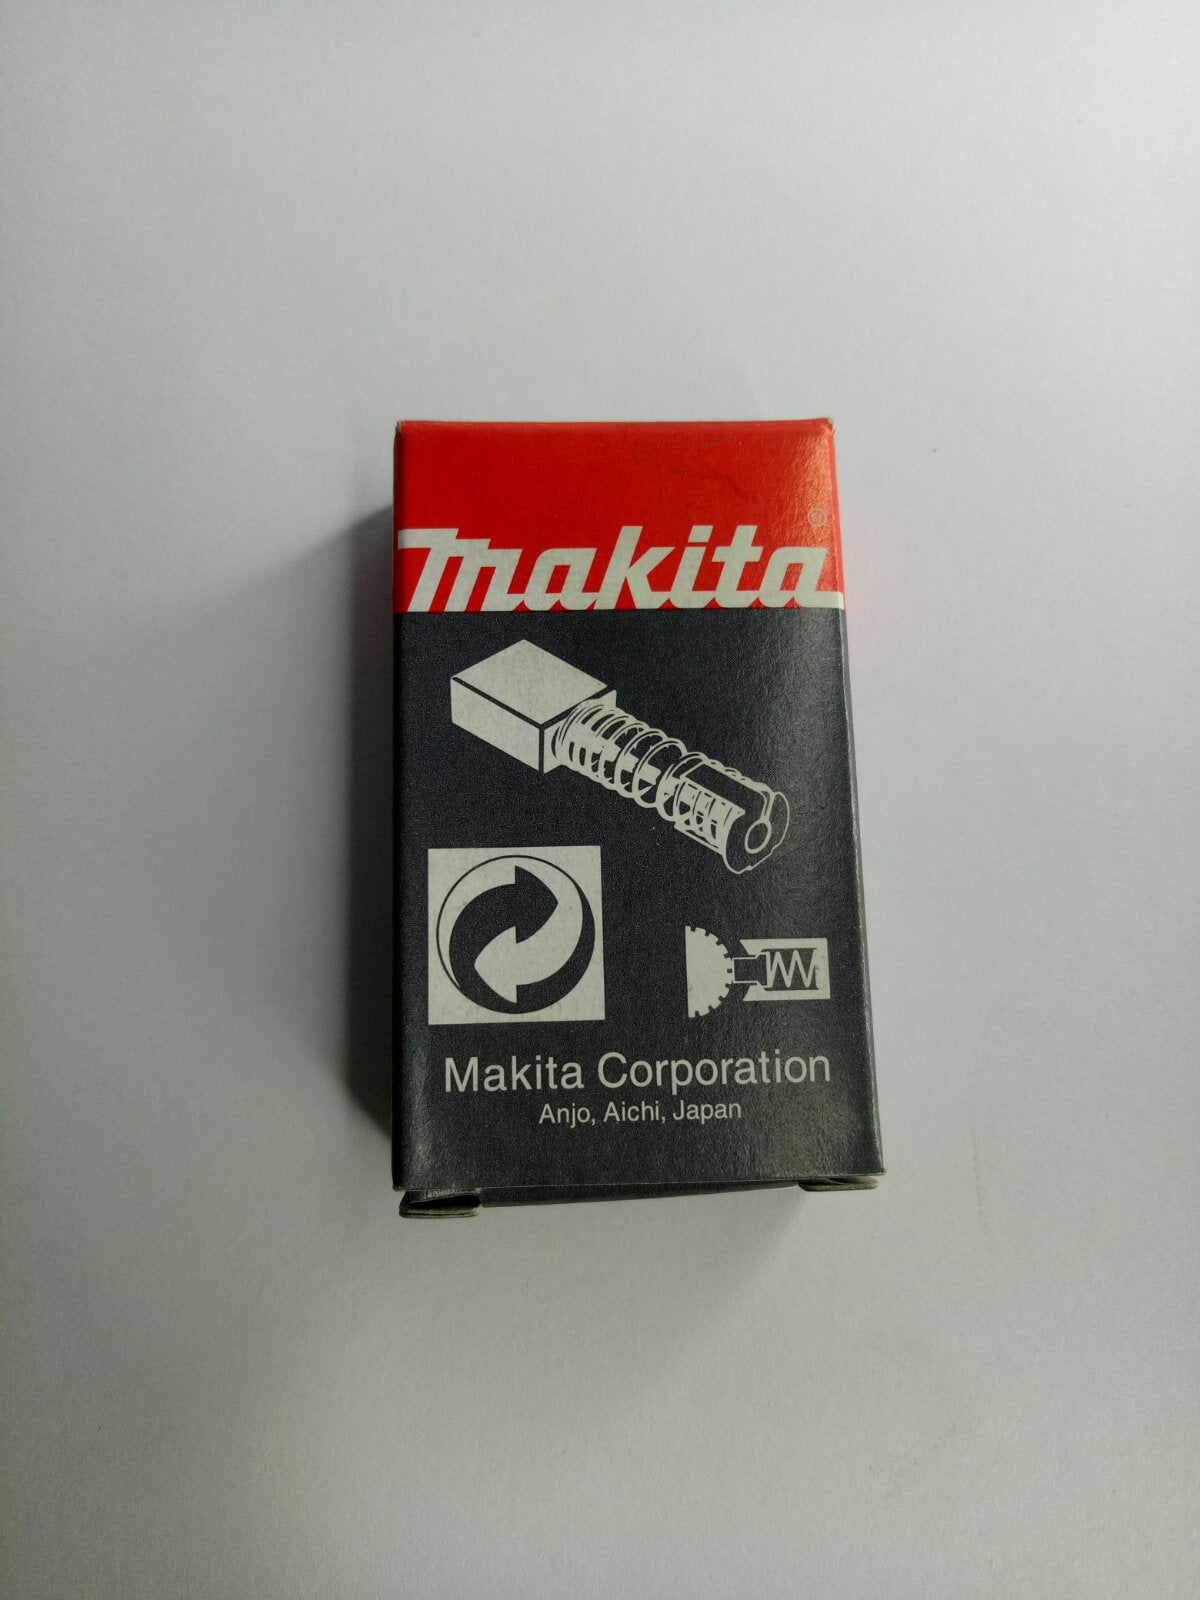 makita®
Makita Corporation
Anjo, Aichi, Japan